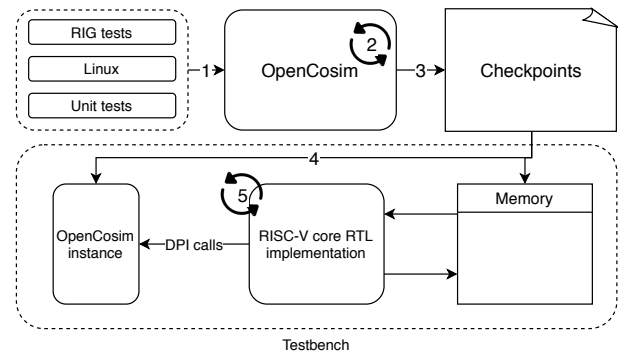 RIG tests
Linux
Unit tests
1
OpenCosim
2
3
Checkpoints
4
5
OpenCosim
instance
DPI calls
RISC-V core RTL
implementation
Memory
Testbench